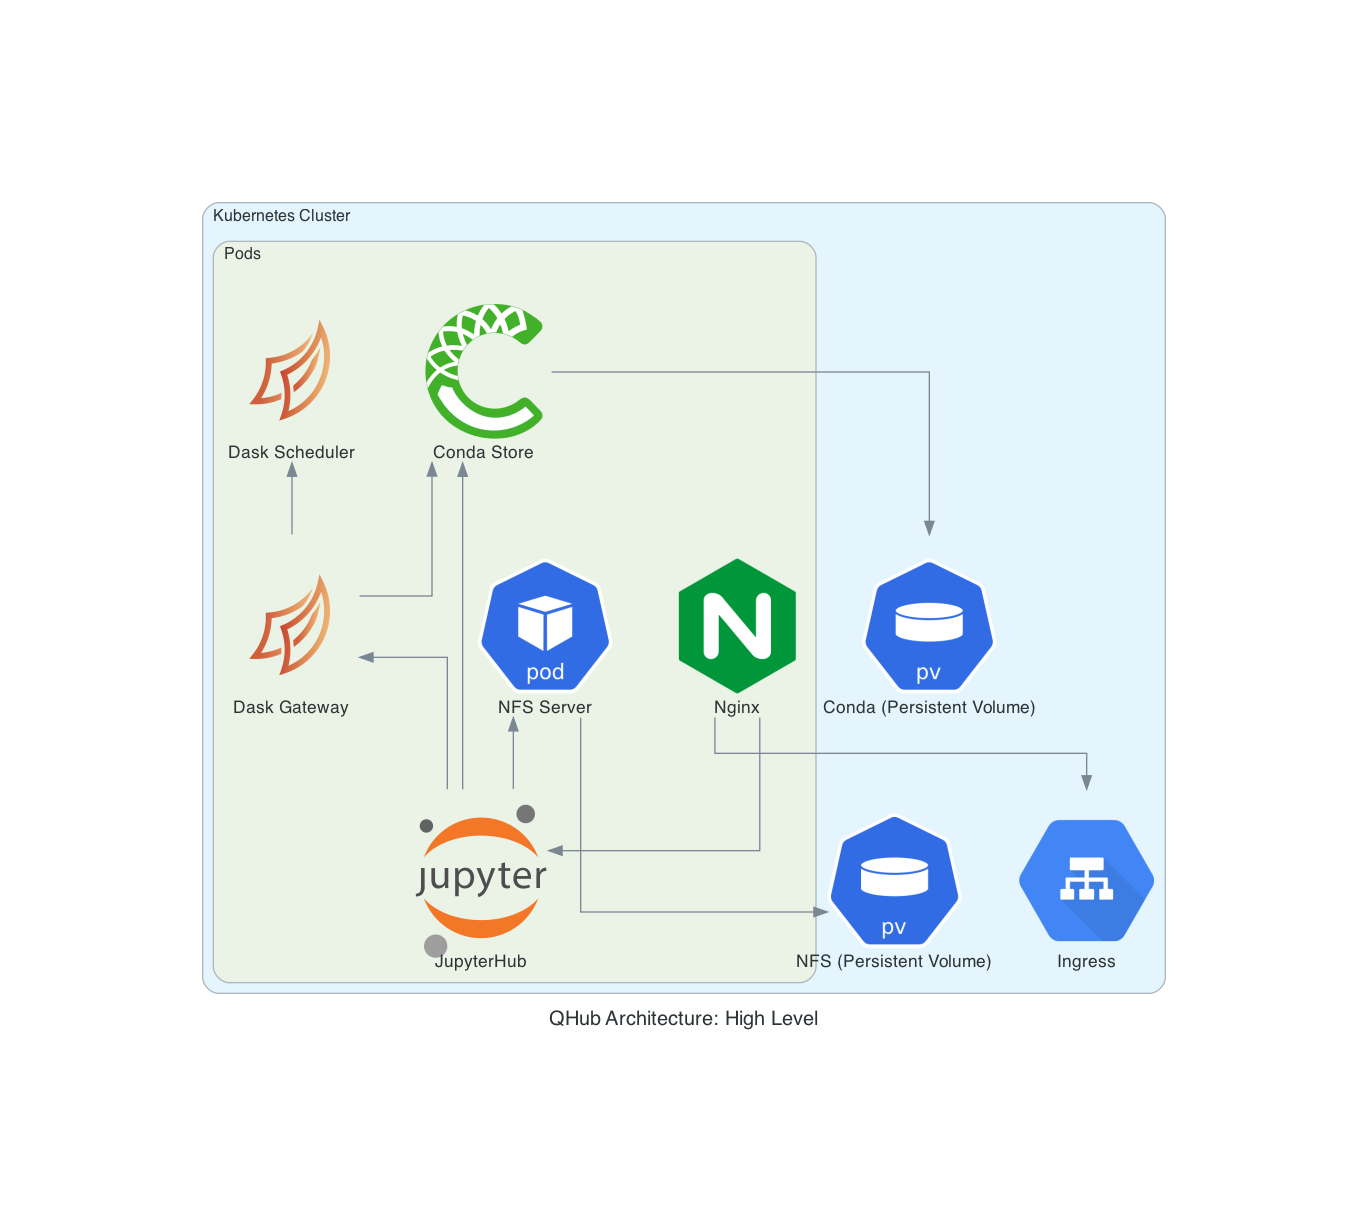 Kubernetes Cluster
Pods
Dask Scheduler
Conda Store
pod
pv
Dask Gateway
NFS Server
Nginx
Conda (Persistent Volume)
jupyter
pv
JupyterHub
NFS (Persistent Volume)
Ingress
QHub Architecture: High Level